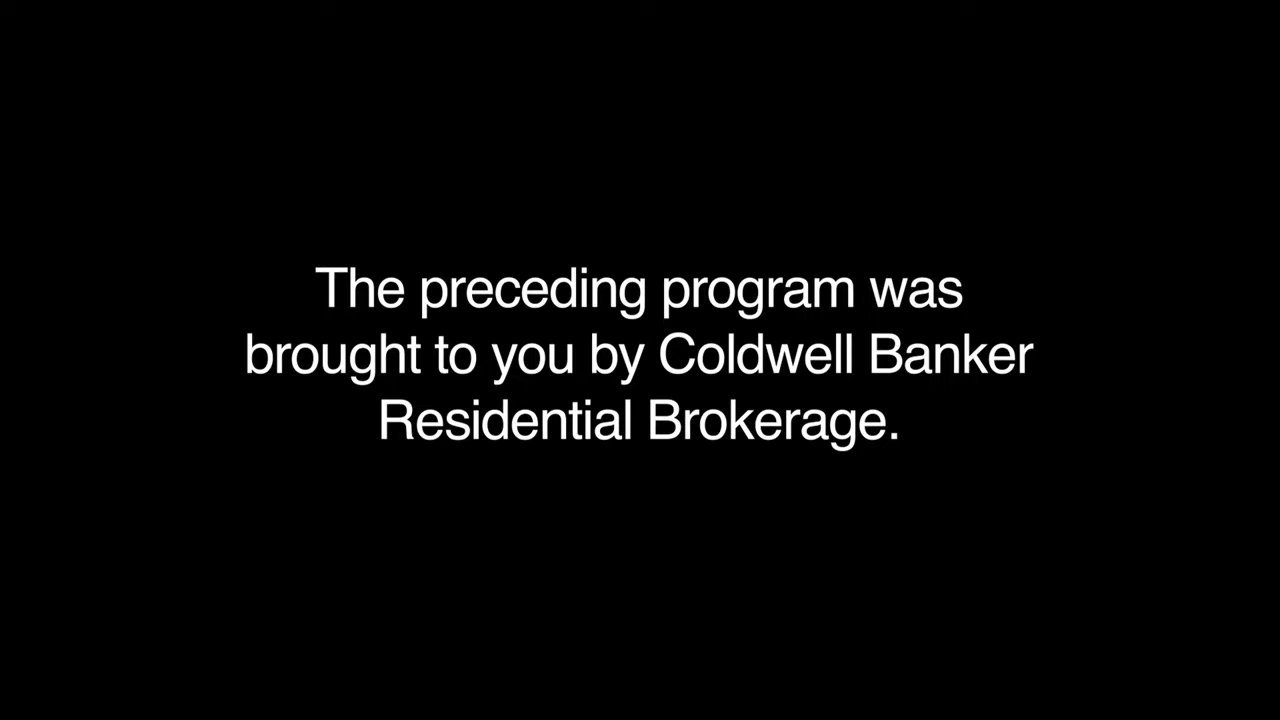 The preceding program was
brought to you by Coldwell Banker
Residential Brokerage.